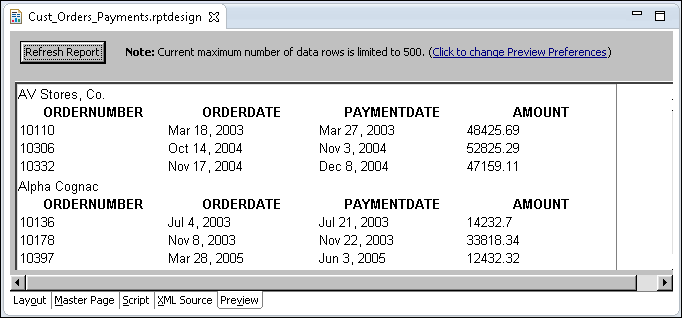 Cust_Orders_Payments.rptdesign
Refresh Report Note: Current maximum number of data rows is limited to 500. (Click to change Preview Preferences)
AV Stores, Co.
ORDERNUMBER ORDERDATE PAYMENTDATE AMOUNT
10110 Mar 18, 2003 Mar 27, 2003 48425.69
10306 Oct 14, 2004 Nov 3, 2004 52825.29
10332 Nov 17, 2004 Dec 8, 2004 47159.11
Alpha Cognac
ORDERNUMBER ORDERDATE PAYMENTDATE AMOUNT
10136 Jul 4, 2003 Jul 21, 2003 14232.7
10178 Nov 8, 2003 Nov 22, 2003 33818.34
10397 Mar 28, 2005 Jun 3, 2005 12432.32
Layout Master Page Script XML Source Preview